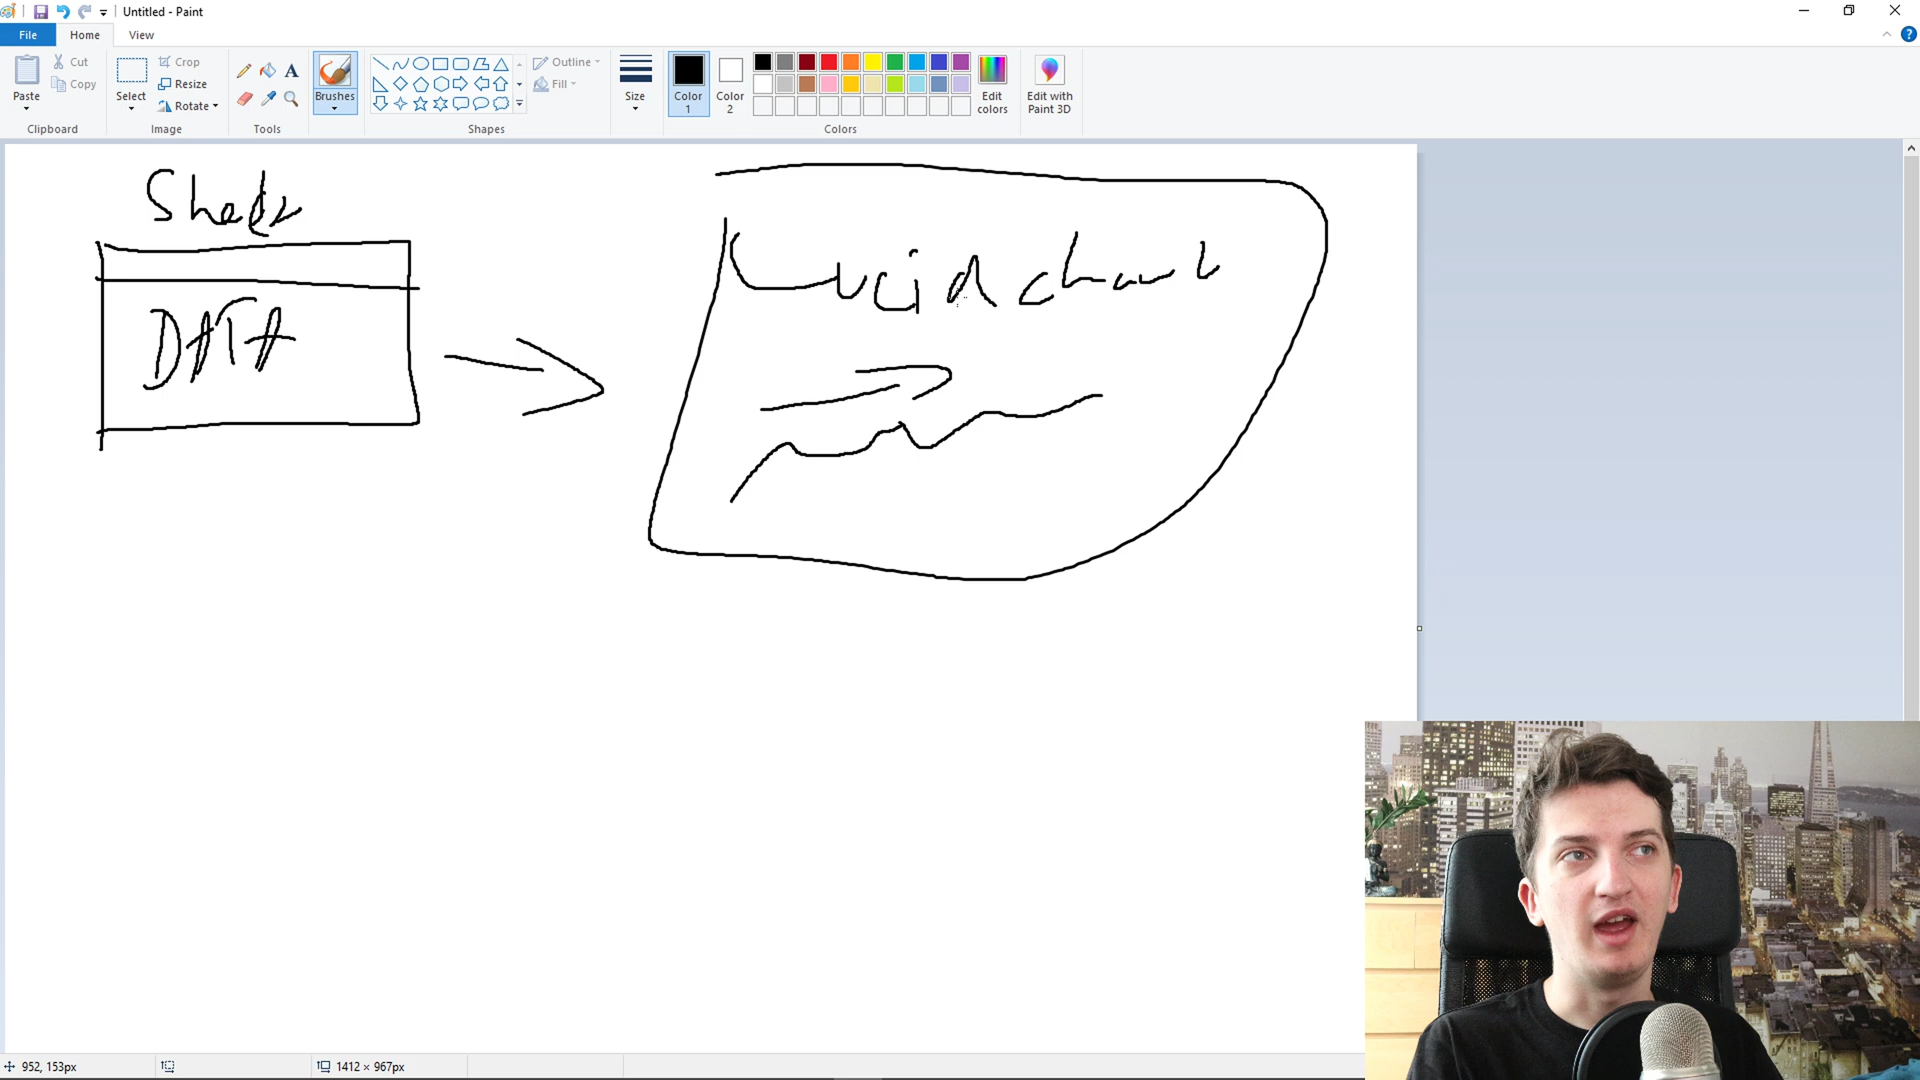 Untitled - Paint
File Home View
Paste
Cut
Copy
Clipboard
Select
Crop
Resize
Rotate
Image
Tools
Brushes
Shapes
Outline
Fill
Size
Color 1
Color 2
Colors
Edit colors
Edit with Paint 3D
DATA
Lucidchart
952, 153px
1412 × 967px